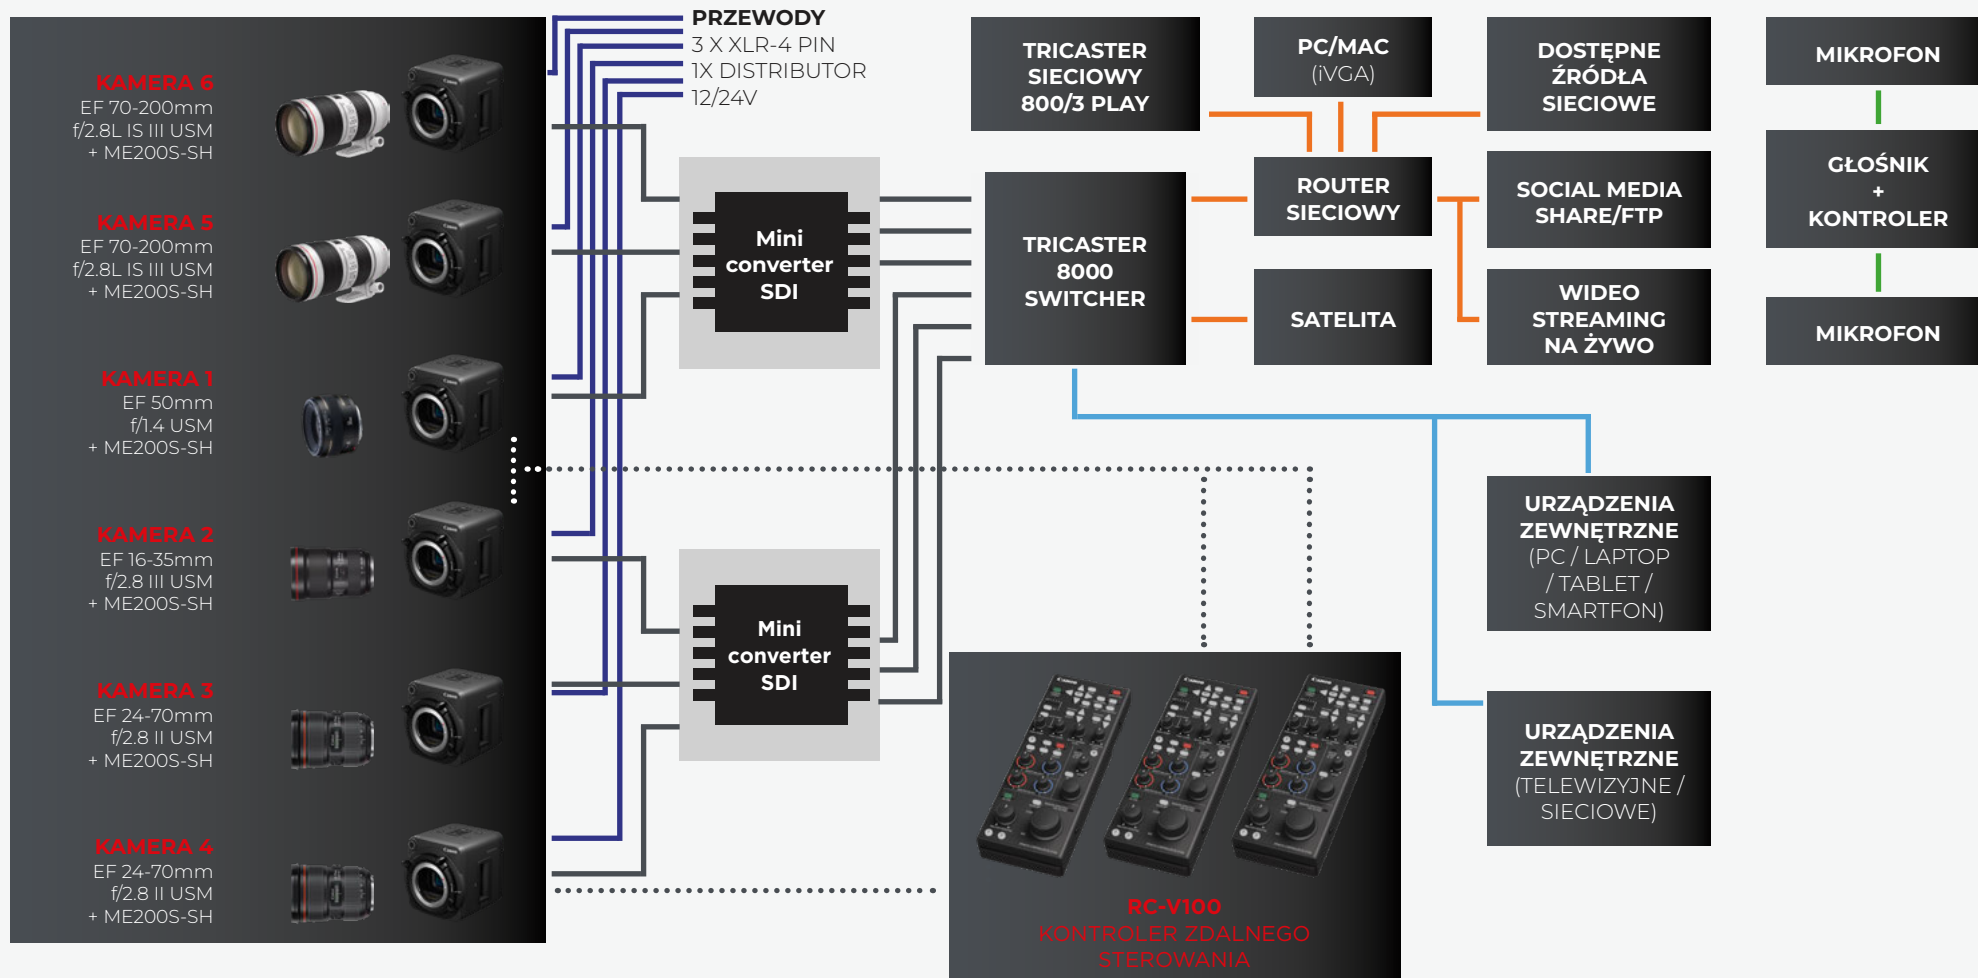 PRZEWODY
3 X XLR-4 PIN
1X DISTRIBUTOR
12/24V
KAMERA 6
EF 70-200mm
f/2.8L IS III USM
+ ME200S-SH
KAMERA 5
EF 70-200mm
f/2.8L IS III USM
+ ME200S-SH
KAMERA 1
EF 50mm
f/1.4 USM
+ ME200S-SH
KAMERA 2
EF 16-35mm
f/2.8 III USM
+ ME200S-SH
KAMERA 3
EF 24-70mm
f/2.8 II USM
+ ME200S-SH
KAMERA 4
EF 24-70mm
f/2.8 II USM
+ ME200S-SH
Mini
converter
SDI
Mini
converter
SDI
TRICASTER
SIECIOWY
800/3 PLAY
PC/MAC
(iVGA)
DOSTĘPNE
ŹRÓDŁA
SIECIOWE
TRICASTER
8000
SWITCHER
ROUTER
SIECIOWY
SOCIAL MEDIA
SHARE/FTP
SATELITA
WIDEO
STREAMING
NA ŻYWO
MIKROFON
GŁOŚNIK
+
KONTROLER
MIKROFON
URZĄDZENIA
ZEWNĘTRZNE
(PC / LAPTOP
/ TABLET /
SMARTFON)
URZĄDZENIA
ZEWNĘTRZNE
(TELEWIZYJNE /
SIECIOWE)
RC-V100
KONTROLER ZDALNEGO
STEROWANIA